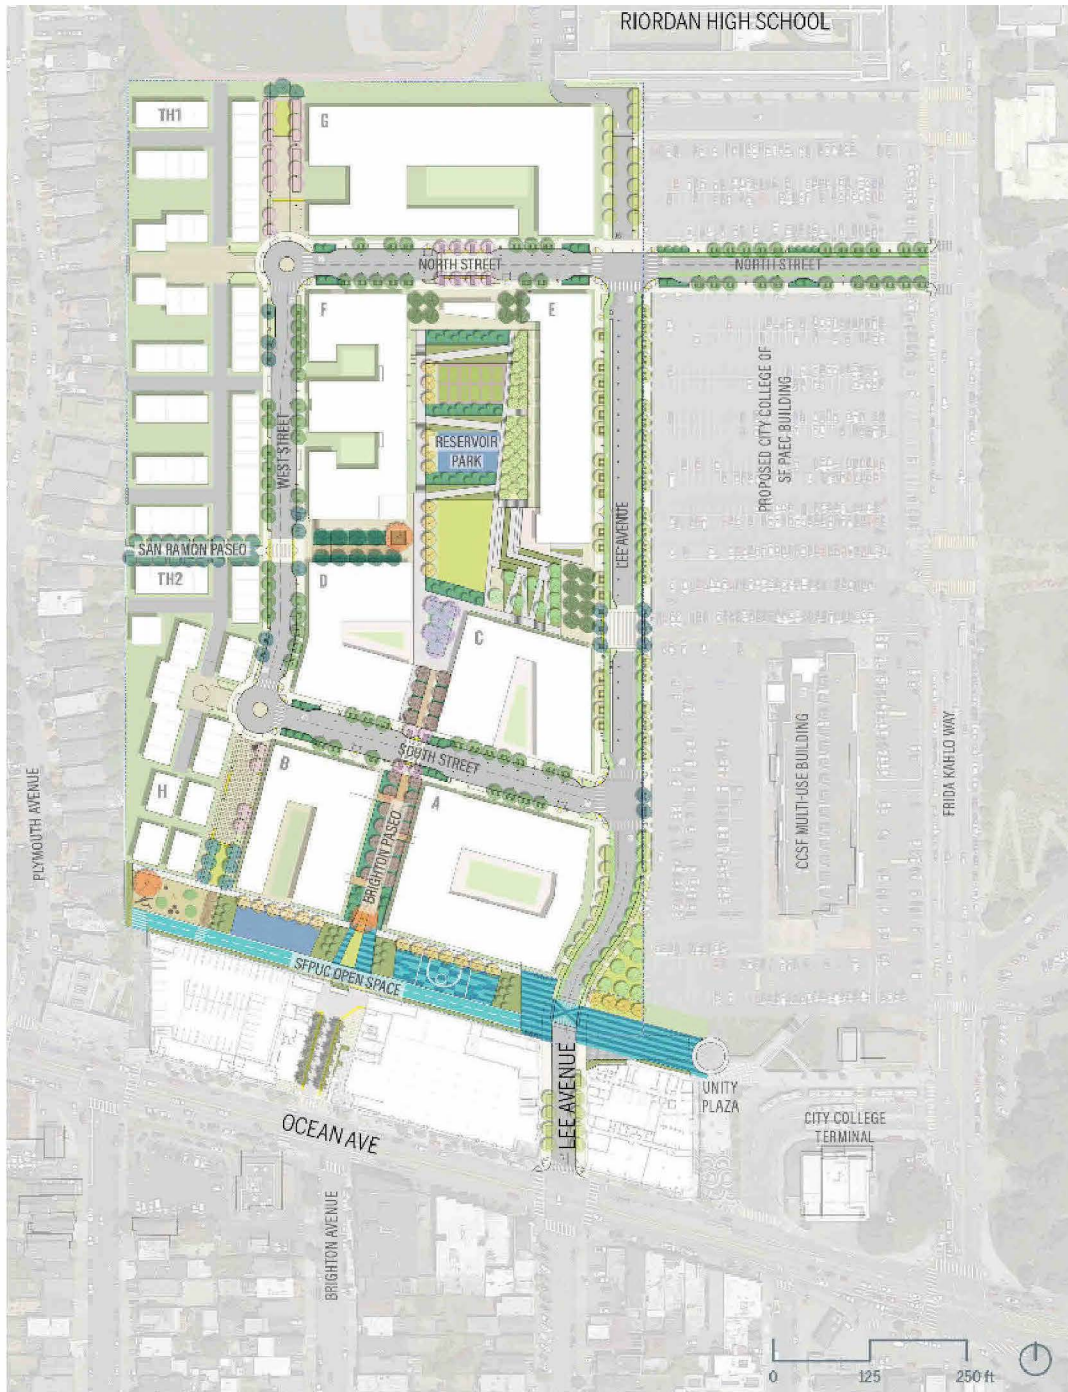 RIORDAN HIGH SCHOOL
TH1
G
NORTH STREET
NORTH STREET
F
E
PROPOSED CITY COLLEGE OF
SF PAEC BUILDING
WEST STREET
RESERVOIR
PARK
LEE AVENUE
SAN RAMON PASEO
TH2
D
C
SOUTH STREET
B
H
A
BRIGHTON PASEO
CCSF MULTI-USE BUILDING
FRIDA KAHLO WAY
PLYMOUTH AVENUE
SFPUC OPEN SPACE
LEE AVENUE
UNITY
PLAZA
OCEAN AVE
CITY COLLEGE
TERMINAL
BRIGHTON AVENUE
0 125 250 ft